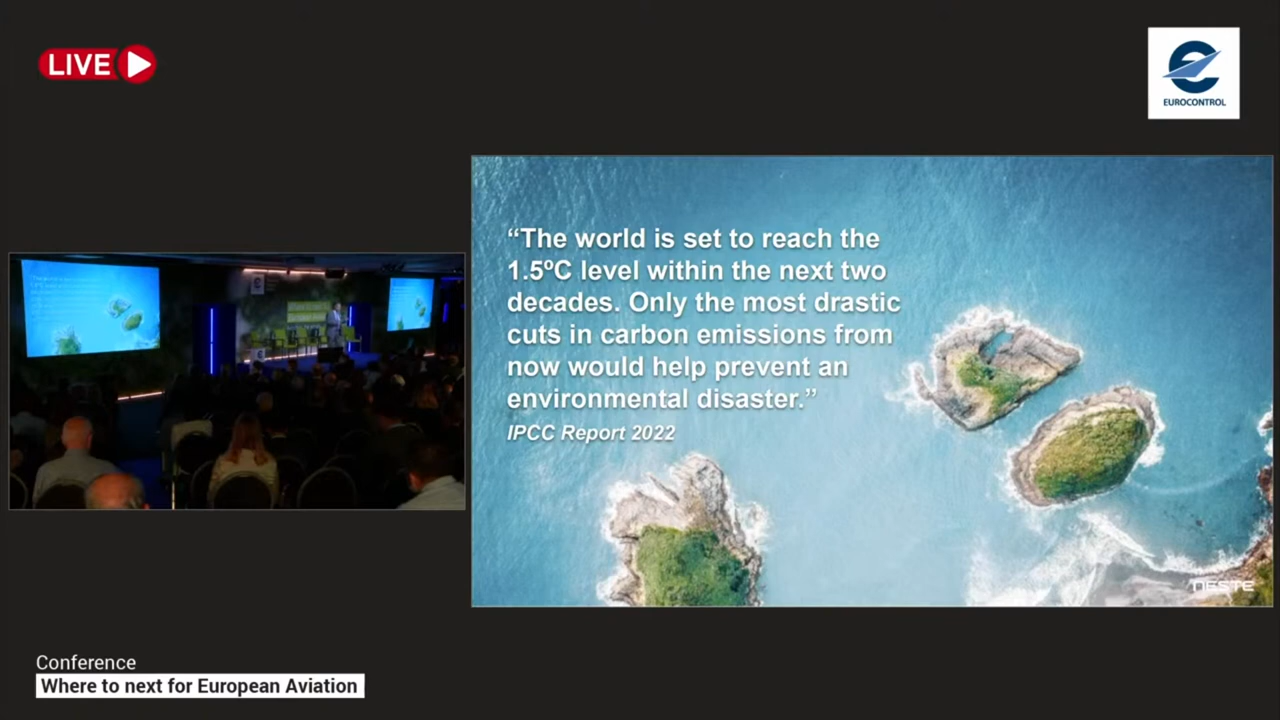 LIVE
EUROCONTROL
“The world is set to reach the
1.5ºC level within the next two
decades. Only the most drastic
cuts in carbon emissions from
now would help prevent an
environmental disaster.”
IPCC Report 2022
NESTE
Conference
Where to next for European Aviation